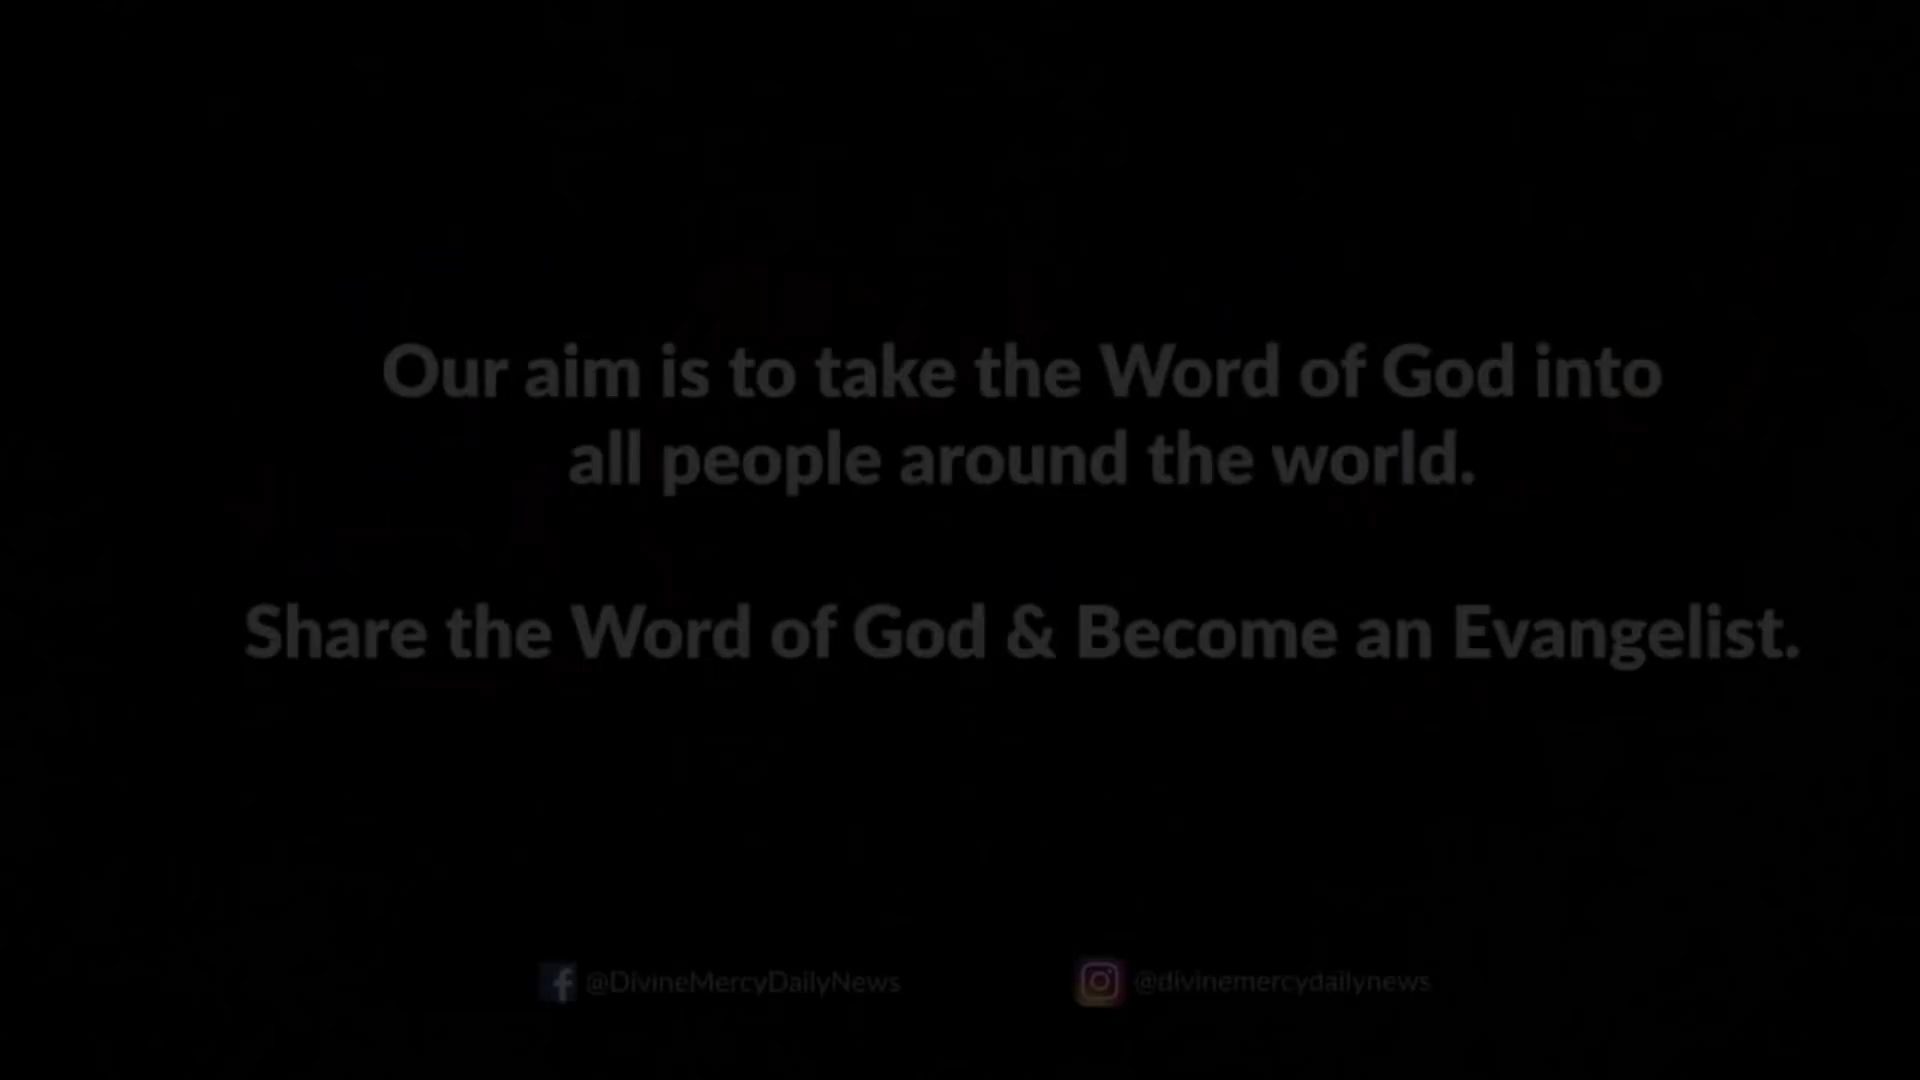 Our aim is to take the Word of God into
all people around the world.
Share the Word of God & Become an Evangelist.
@DivineMercyDailyNews
@divinemercydailynews